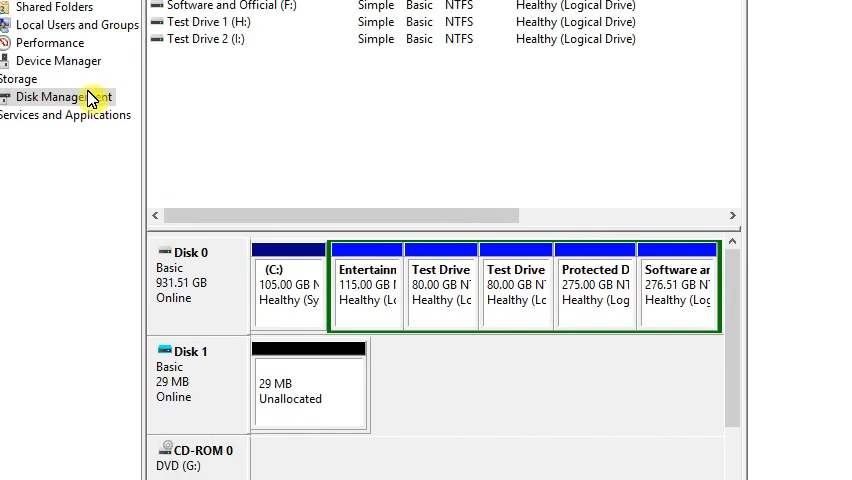 Shared Folders
Local Users and Groups
Performance
Device Manager
Storage
Disk Management
Services and Applications
Software and Official (F:) Simple Basic NTFS Healthy (Logical Drive)
Test Drive 1 (H:) Simple Basic NTFS Healthy (Logical Drive)
Test Drive 2 (I:) Simple Basic NTFS Healthy (Logical Drive)
Disk 0
Basic
931.51 GB
Online
(C:)
105.00 GB N
Healthy (Sy
Entertainn
115.00 GB
Healthy (Lc
Test Drive
80.00 GB NT
Healthy (Lc
Test Drive
80.00 GB NT
Healthy (Lc
Protected D
275.00 GB NT
Healthy (Log
Software ar
276.51 GB NT
Healthy (Log
Disk 1
Basic
29 MB
Online
29 MB
Unallocated
CD-ROM 0
DVD (G:)